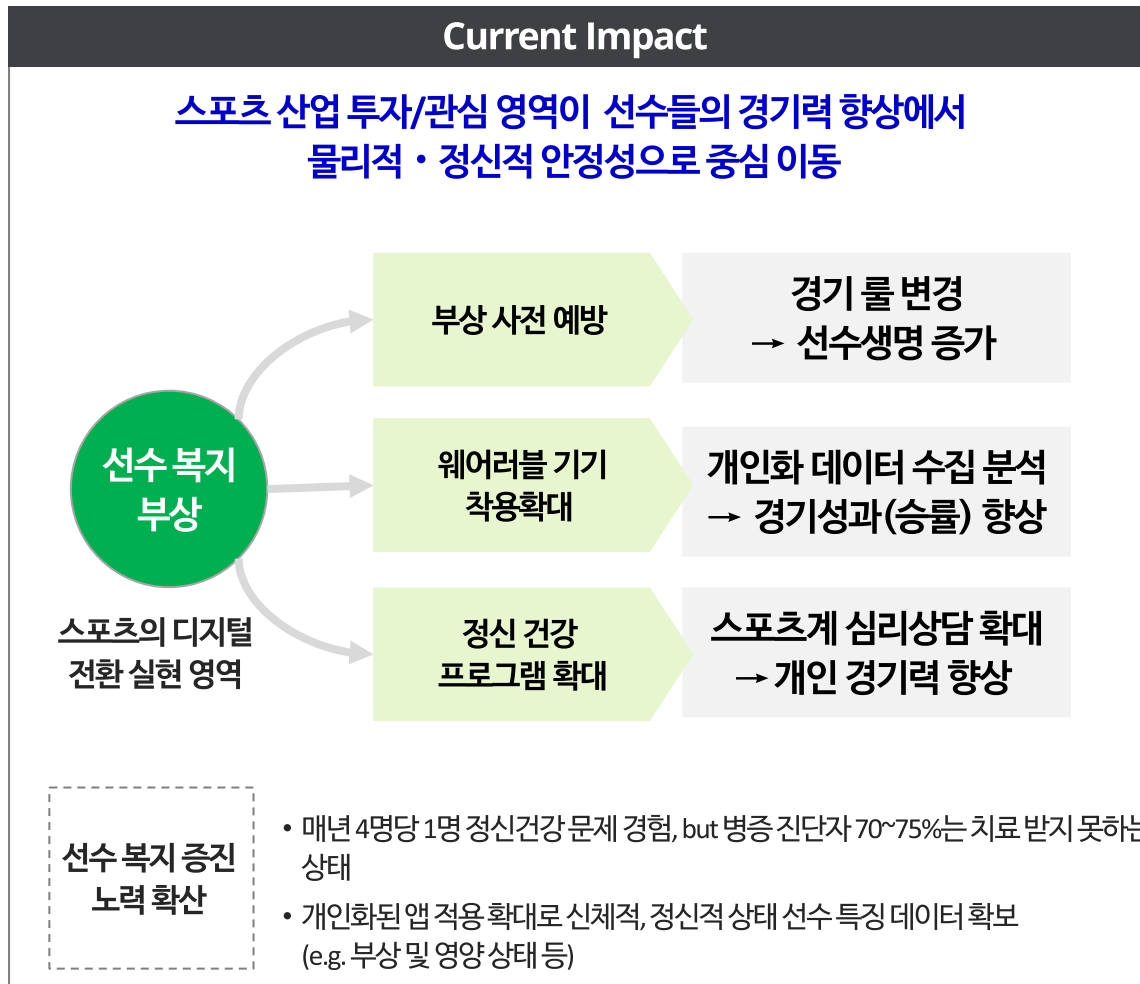 Current Impact
스포츠 산업 투자/관심 영역이 선수들의 경기력 향상에서
물리적・정신적 안정성으로 중심 이동
부상 사전 예방
경기 룰 변경
→ 선수생명 증가
선수 복지
부상
웨어러블 기기
착용확대
개인화 데이터 수집 분석
→ 경기성과(승률) 향상
스포츠의 디지털
전환 실현 영역
정신 건강
프로그램 확대
스포츠계 심리상담 확대
→ 개인 경기력 향상
선수 복지 증진
노력 확산
• 매년 4명당 1명 정신건강 문제 경험, but 병증 진단자 70~75%는 치료 받지 못하는
상태
• 개인화된 앱 적용 확대로 신체적, 정신적 상태 선수 특징 데이터 확보
(e.g. 부상 및 영양 상태 등)